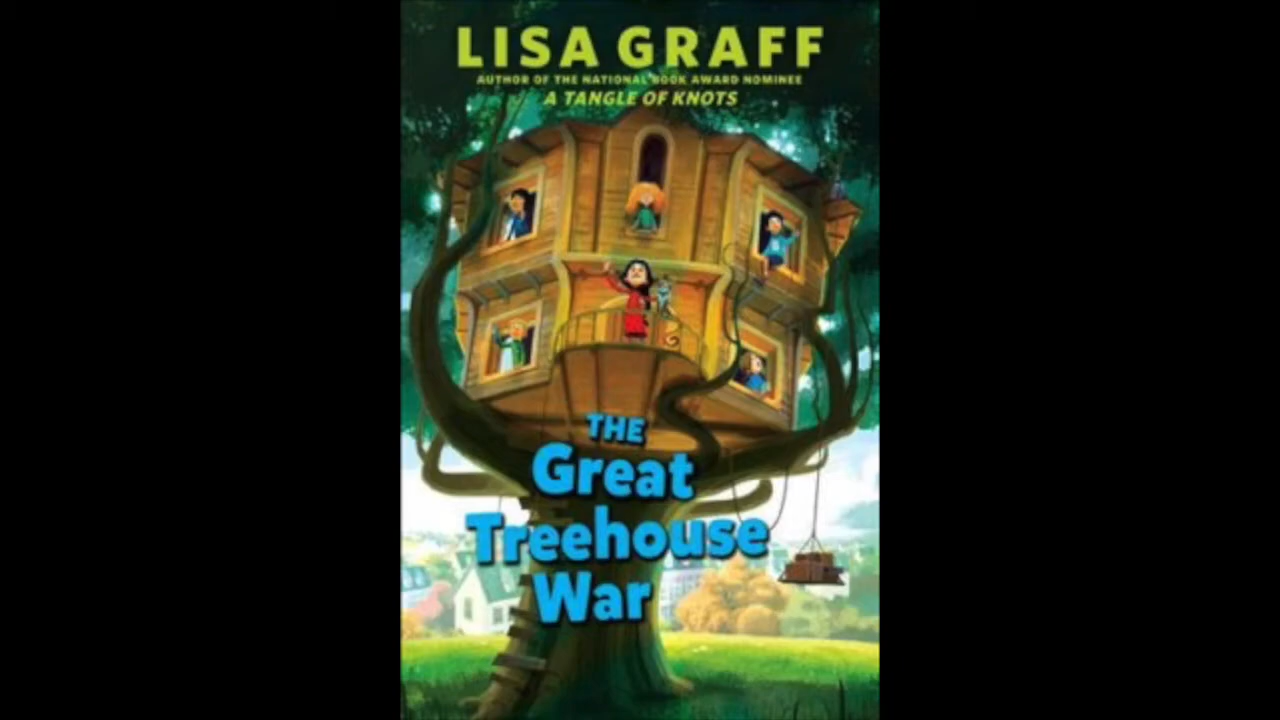 LISA GRAFF
AUTHOR OF THE NATIONAL BOOK AWARD NOMINEE
A TANGLE OF KNOTS
THE
Great
Treehouse
War